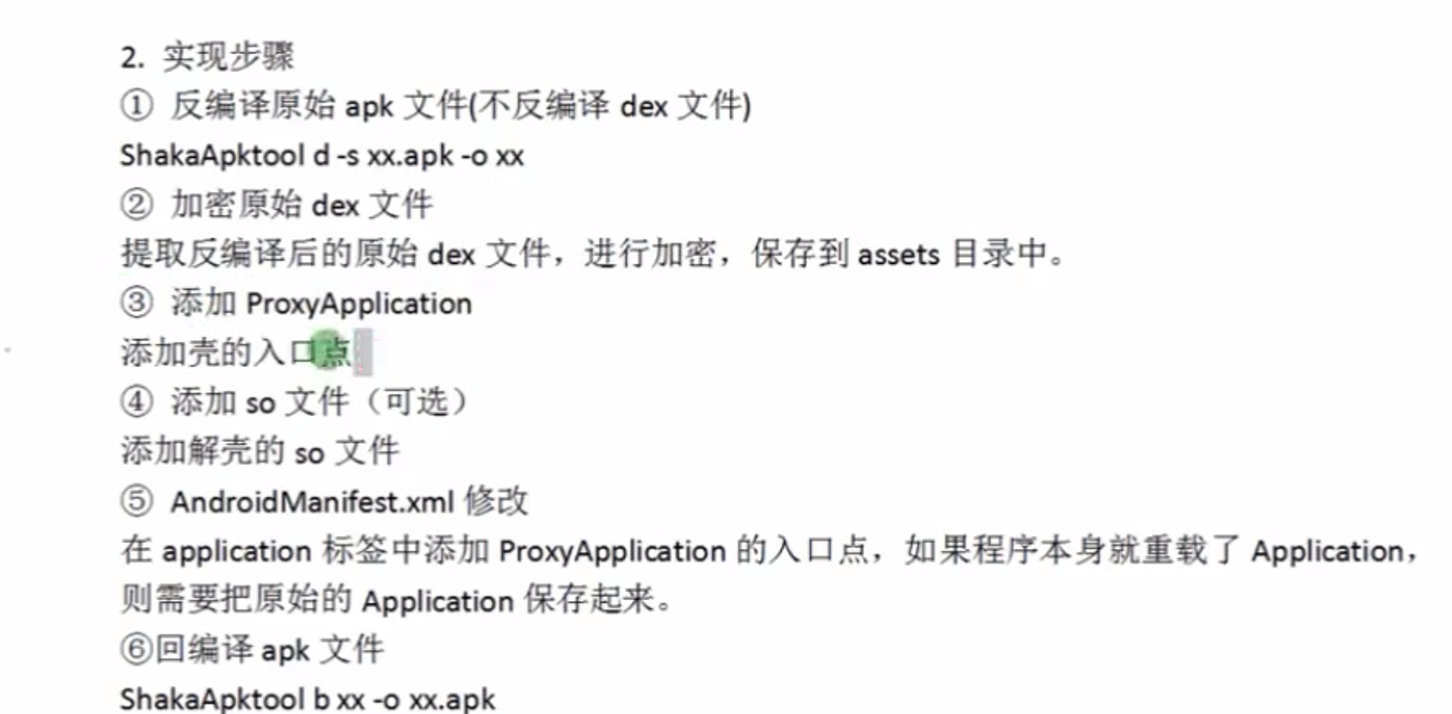 2. 实现步骤
① 反编译原始 apk 文件(不反编译 dex 文件)
ShakaApktool d -s xx.apk -o xx
② 加密原始 dex 文件
提取反编译后的原始 dex 文件，进行加密，保存到 assets 目录中。
③ 添加 ProxyApplication
添加壳的入口点
④ 添加 so 文件（可选）
添加解壳的 so 文件
⑤ AndroidManifest.xml 修改
在 application 标签中添加 ProxyApplication 的入口点，如果程序本身就重载了 Application，
则需要把原始的 Application 保存起来。
⑥回编译 apk 文件
ShakaApktool b xx -o xx.apk